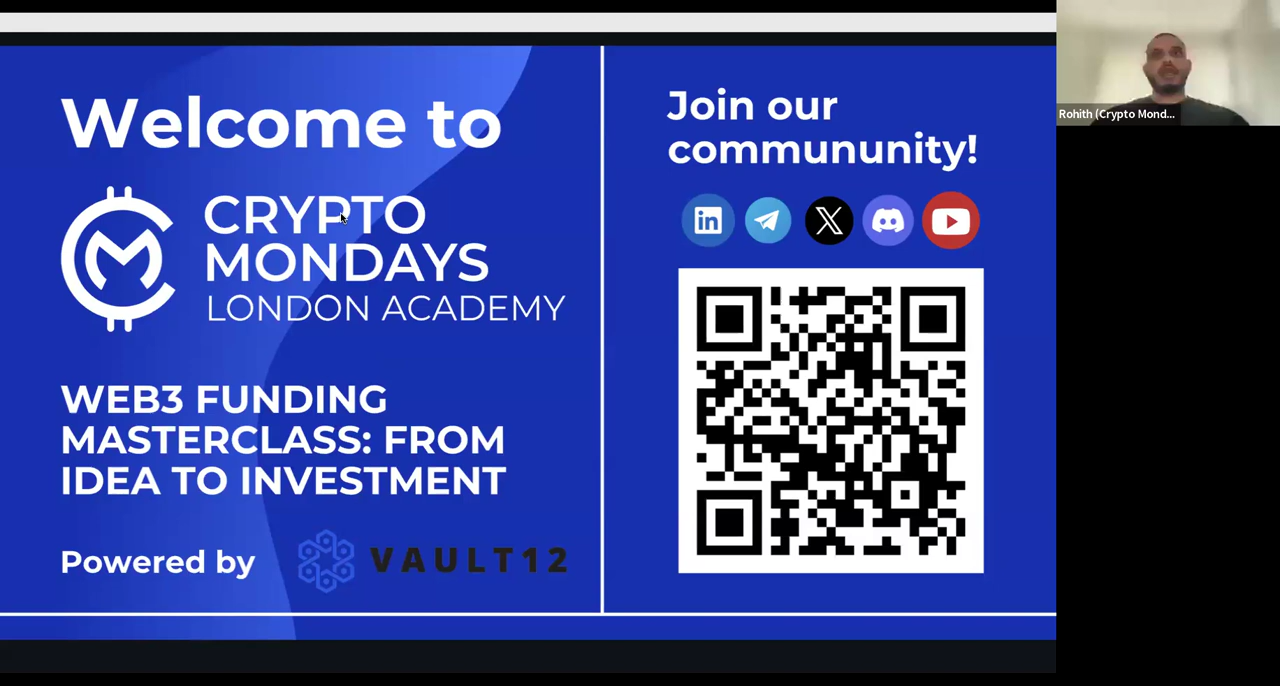 Welcome to
CRYPTO
MONDAYS
LONDON ACADEMY
WEB3 FUNDING
MASTERCLASS: FROM
IDEA TO INVESTMENT
Powered by
VAULT12
Join our
commununity!
in
Rohith (Crypto Mond...